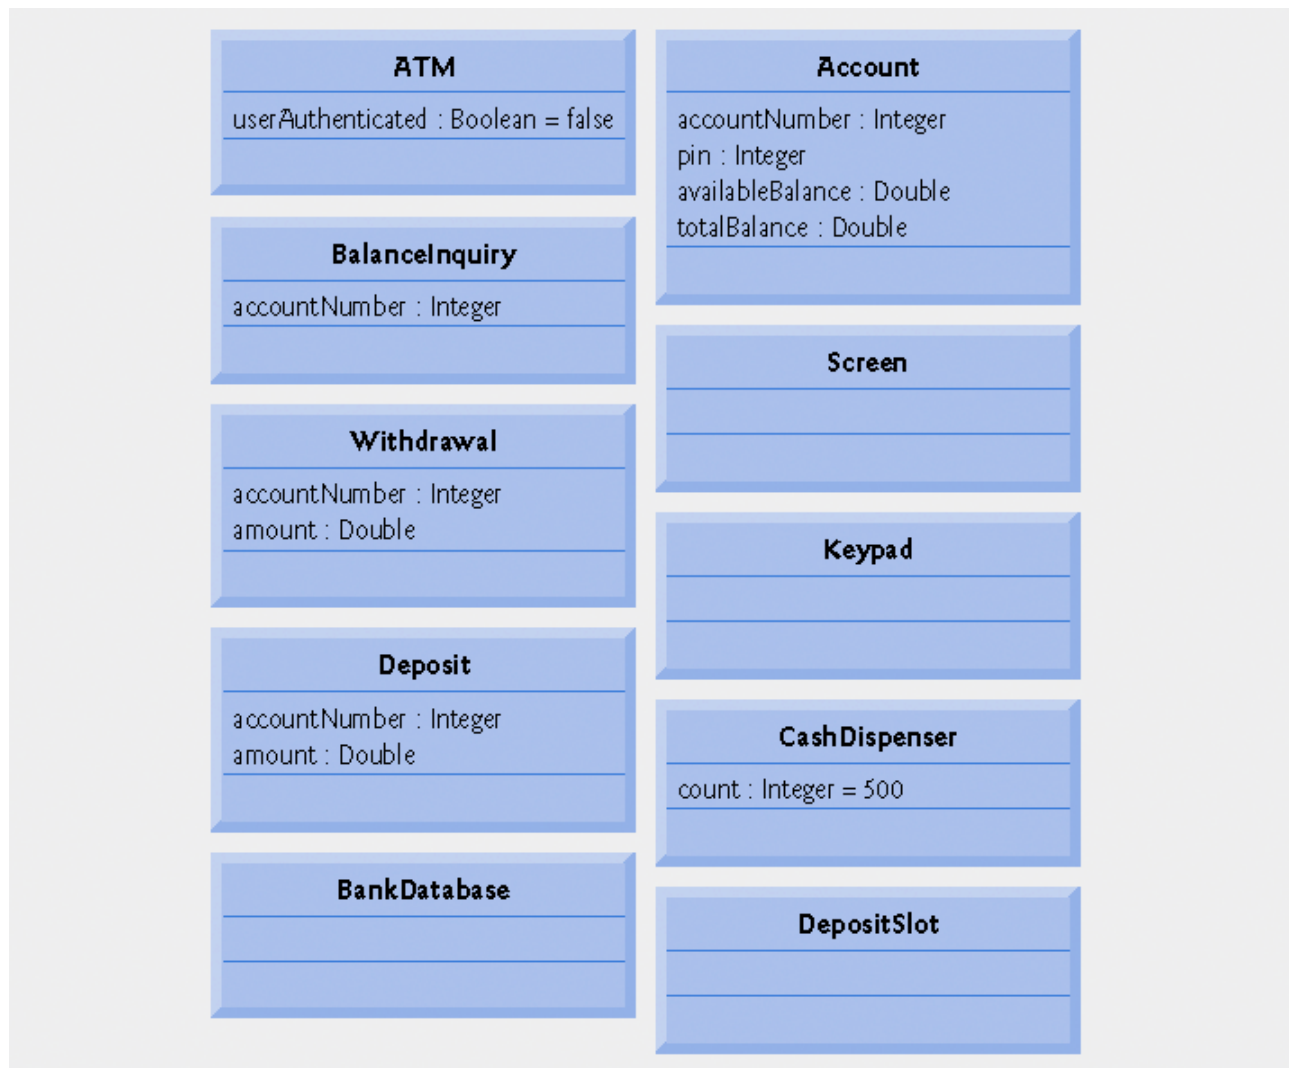 ATM
userAuthenticated : Boolean = false
BalanceInquiry
accountNumber : Integer
Withdrawal
accountNumber : Integer
amount : Double
Deposit
accountNumber : Integer
amount : Double
BankDatabase
Account
accountNumber : Integer
pin : Integer
availableBalance : Double
totalBalance : Double
Screen
Keypad
CashDispenser
count : Integer = 500
DepositSlot